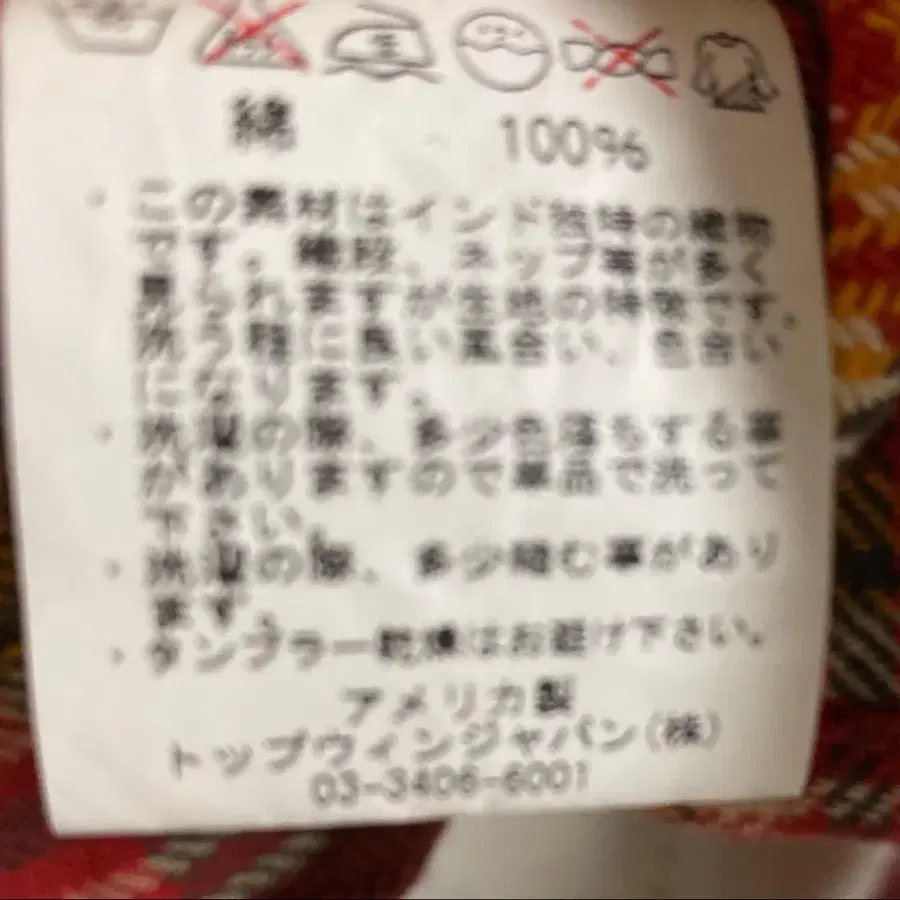 綿 100%
・この素材はインド独特の織物
です。織段、ネップ等が多く
見られますが生地の特徴です。
洗う程に良い風合い、色合い
になります。
・洗濯の際、多少色落ちする事
がありますので単品で洗って
下さい。
・洗濯の際、多少縮む事があり
ます。
・タンブラー乾燥はお避け下さい。
アメリカ製
トップウィンジャパン(株)
03-3406-6001